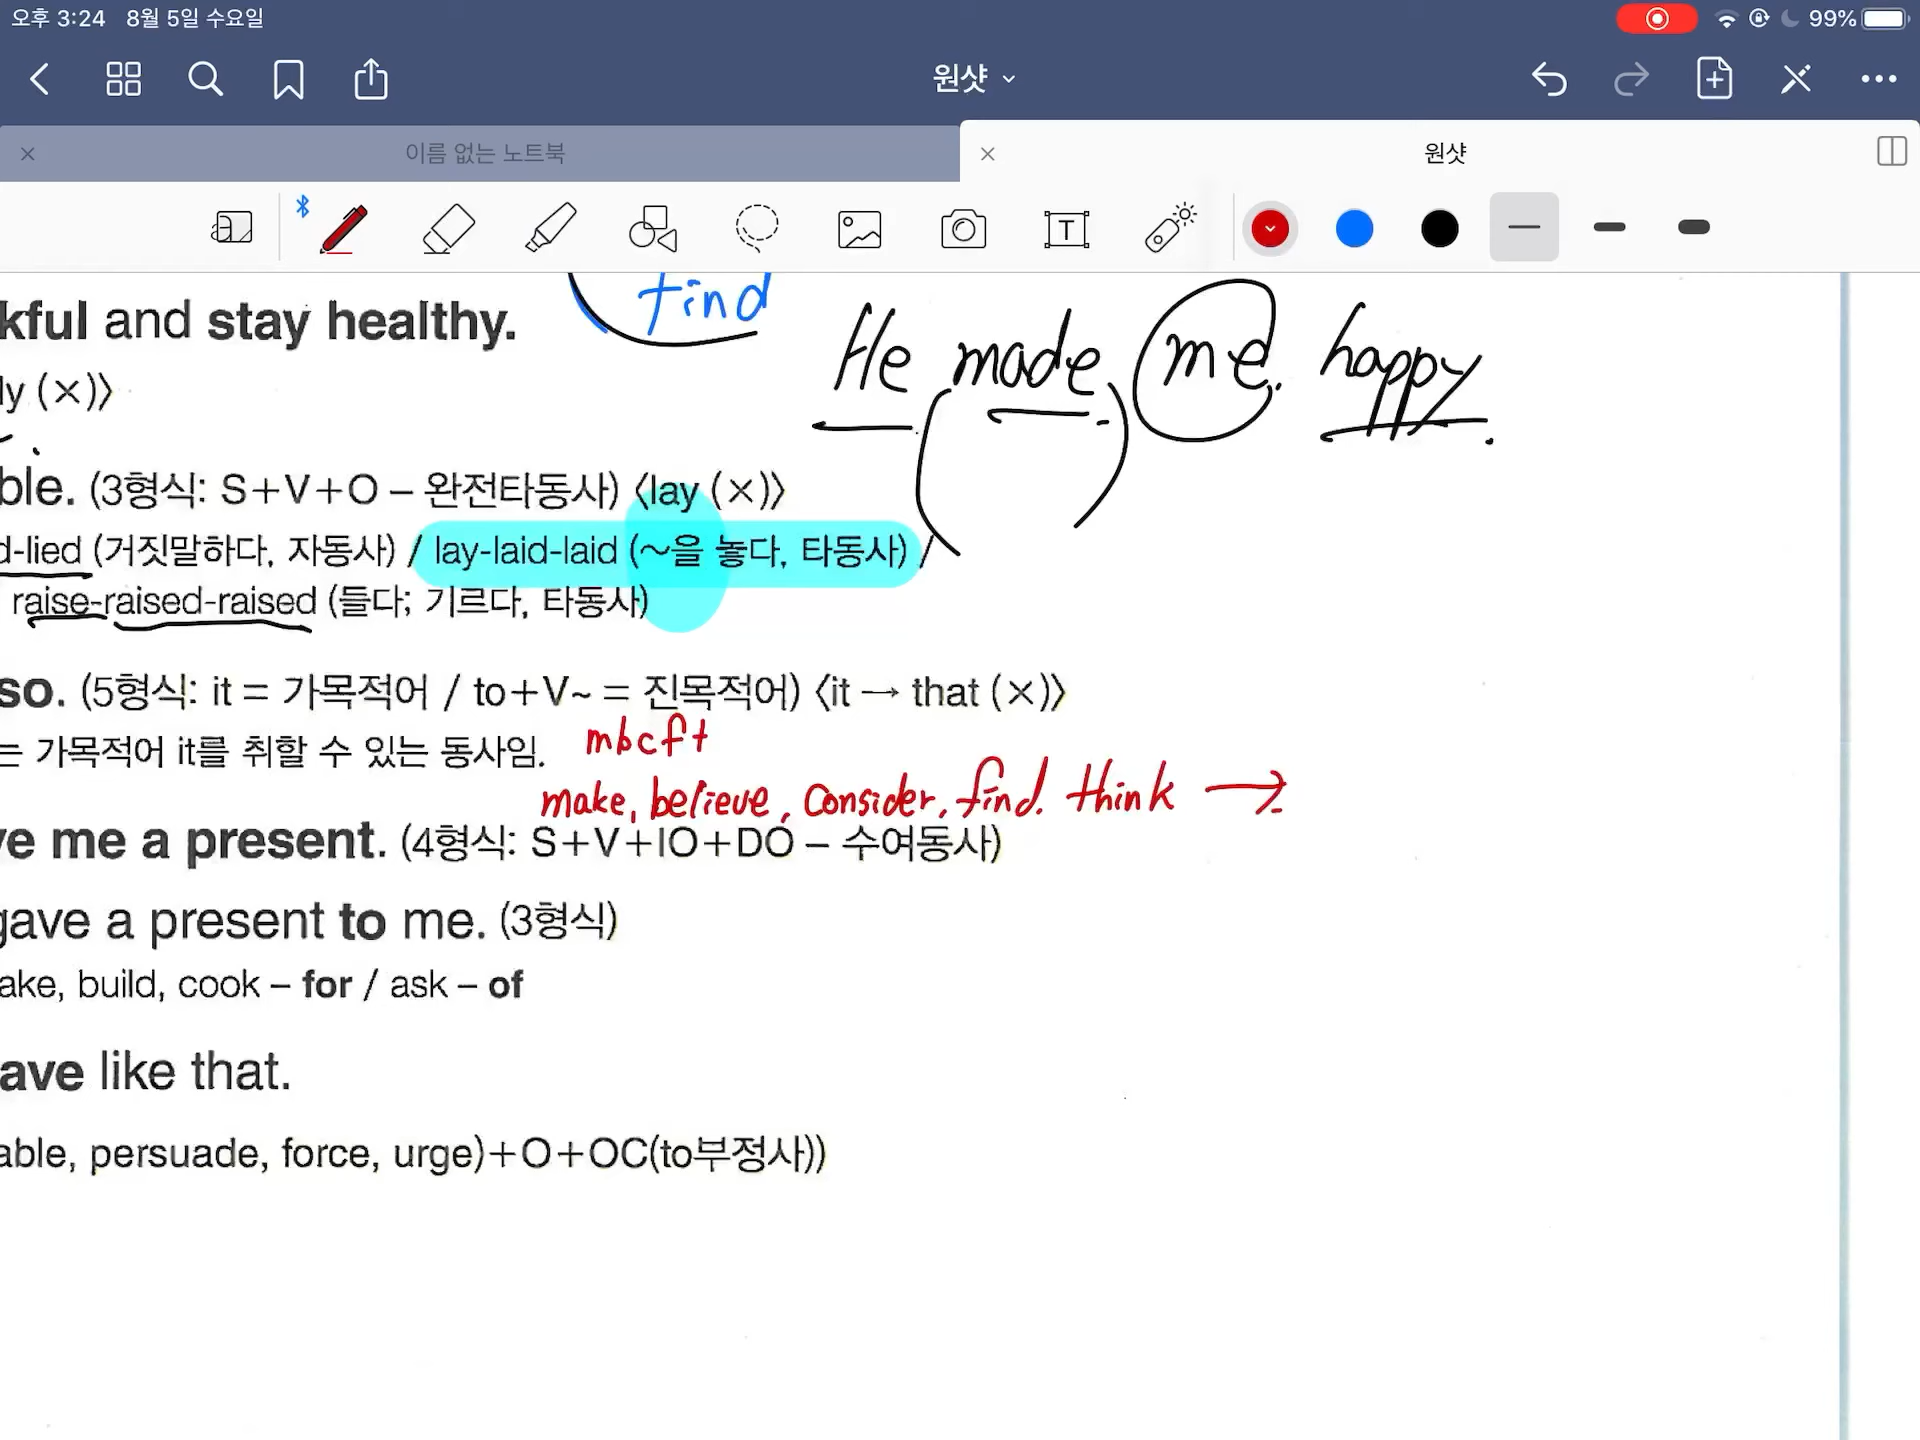 오후 3:24 8월 5일 수요일
99%
원샷
이름 없는 노트북
원샷
find
kful and stay healthy.
He made me happy.
ly (×)〉
ble. (3형식: S+V+O – 완전타동사) 〈lay (×)〉
d-lied (거짓말하다, 자동사) / lay-laid-laid (~을 놓다, 타동사) /
raise-raised-raised (들다; 기르다, 타동사)
so. (5형식: it = 가목적어 / to+V~ = 진목적어) 〈it → that (×)〉
는 가목적어 it를 취할 수 있는 동사임.
mbcft
make, believe, consider, find. think →
ve me a present. (4형식: S+V+IO+DO – 수여동사)
gave a present to me. (3형식)
ake, build, cook – for / ask – of
ave like that.
able, persuade, force, urge)+O+OC(to부정사))